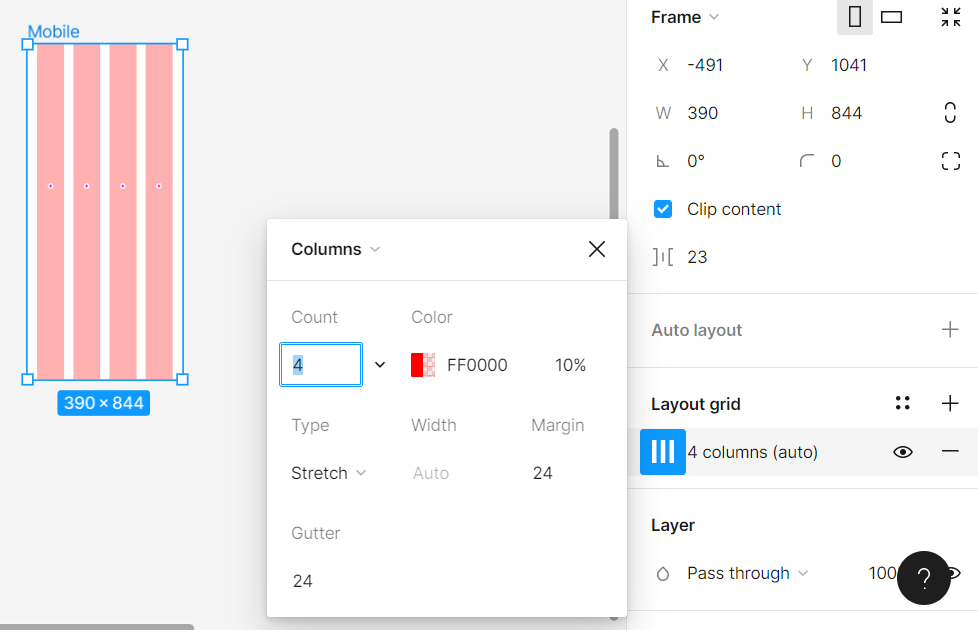 Mobile
390 × 844
Columns
Count Color
4 FF0000 10%
Type Width Margin
Stretch Auto 24
Gutter
24
Frame
X -491 Y 1041
W 390 H 844
0° 0
Clip content
23
Auto layout
Layout grid
4 columns (auto)
Layer
Pass through 100
?